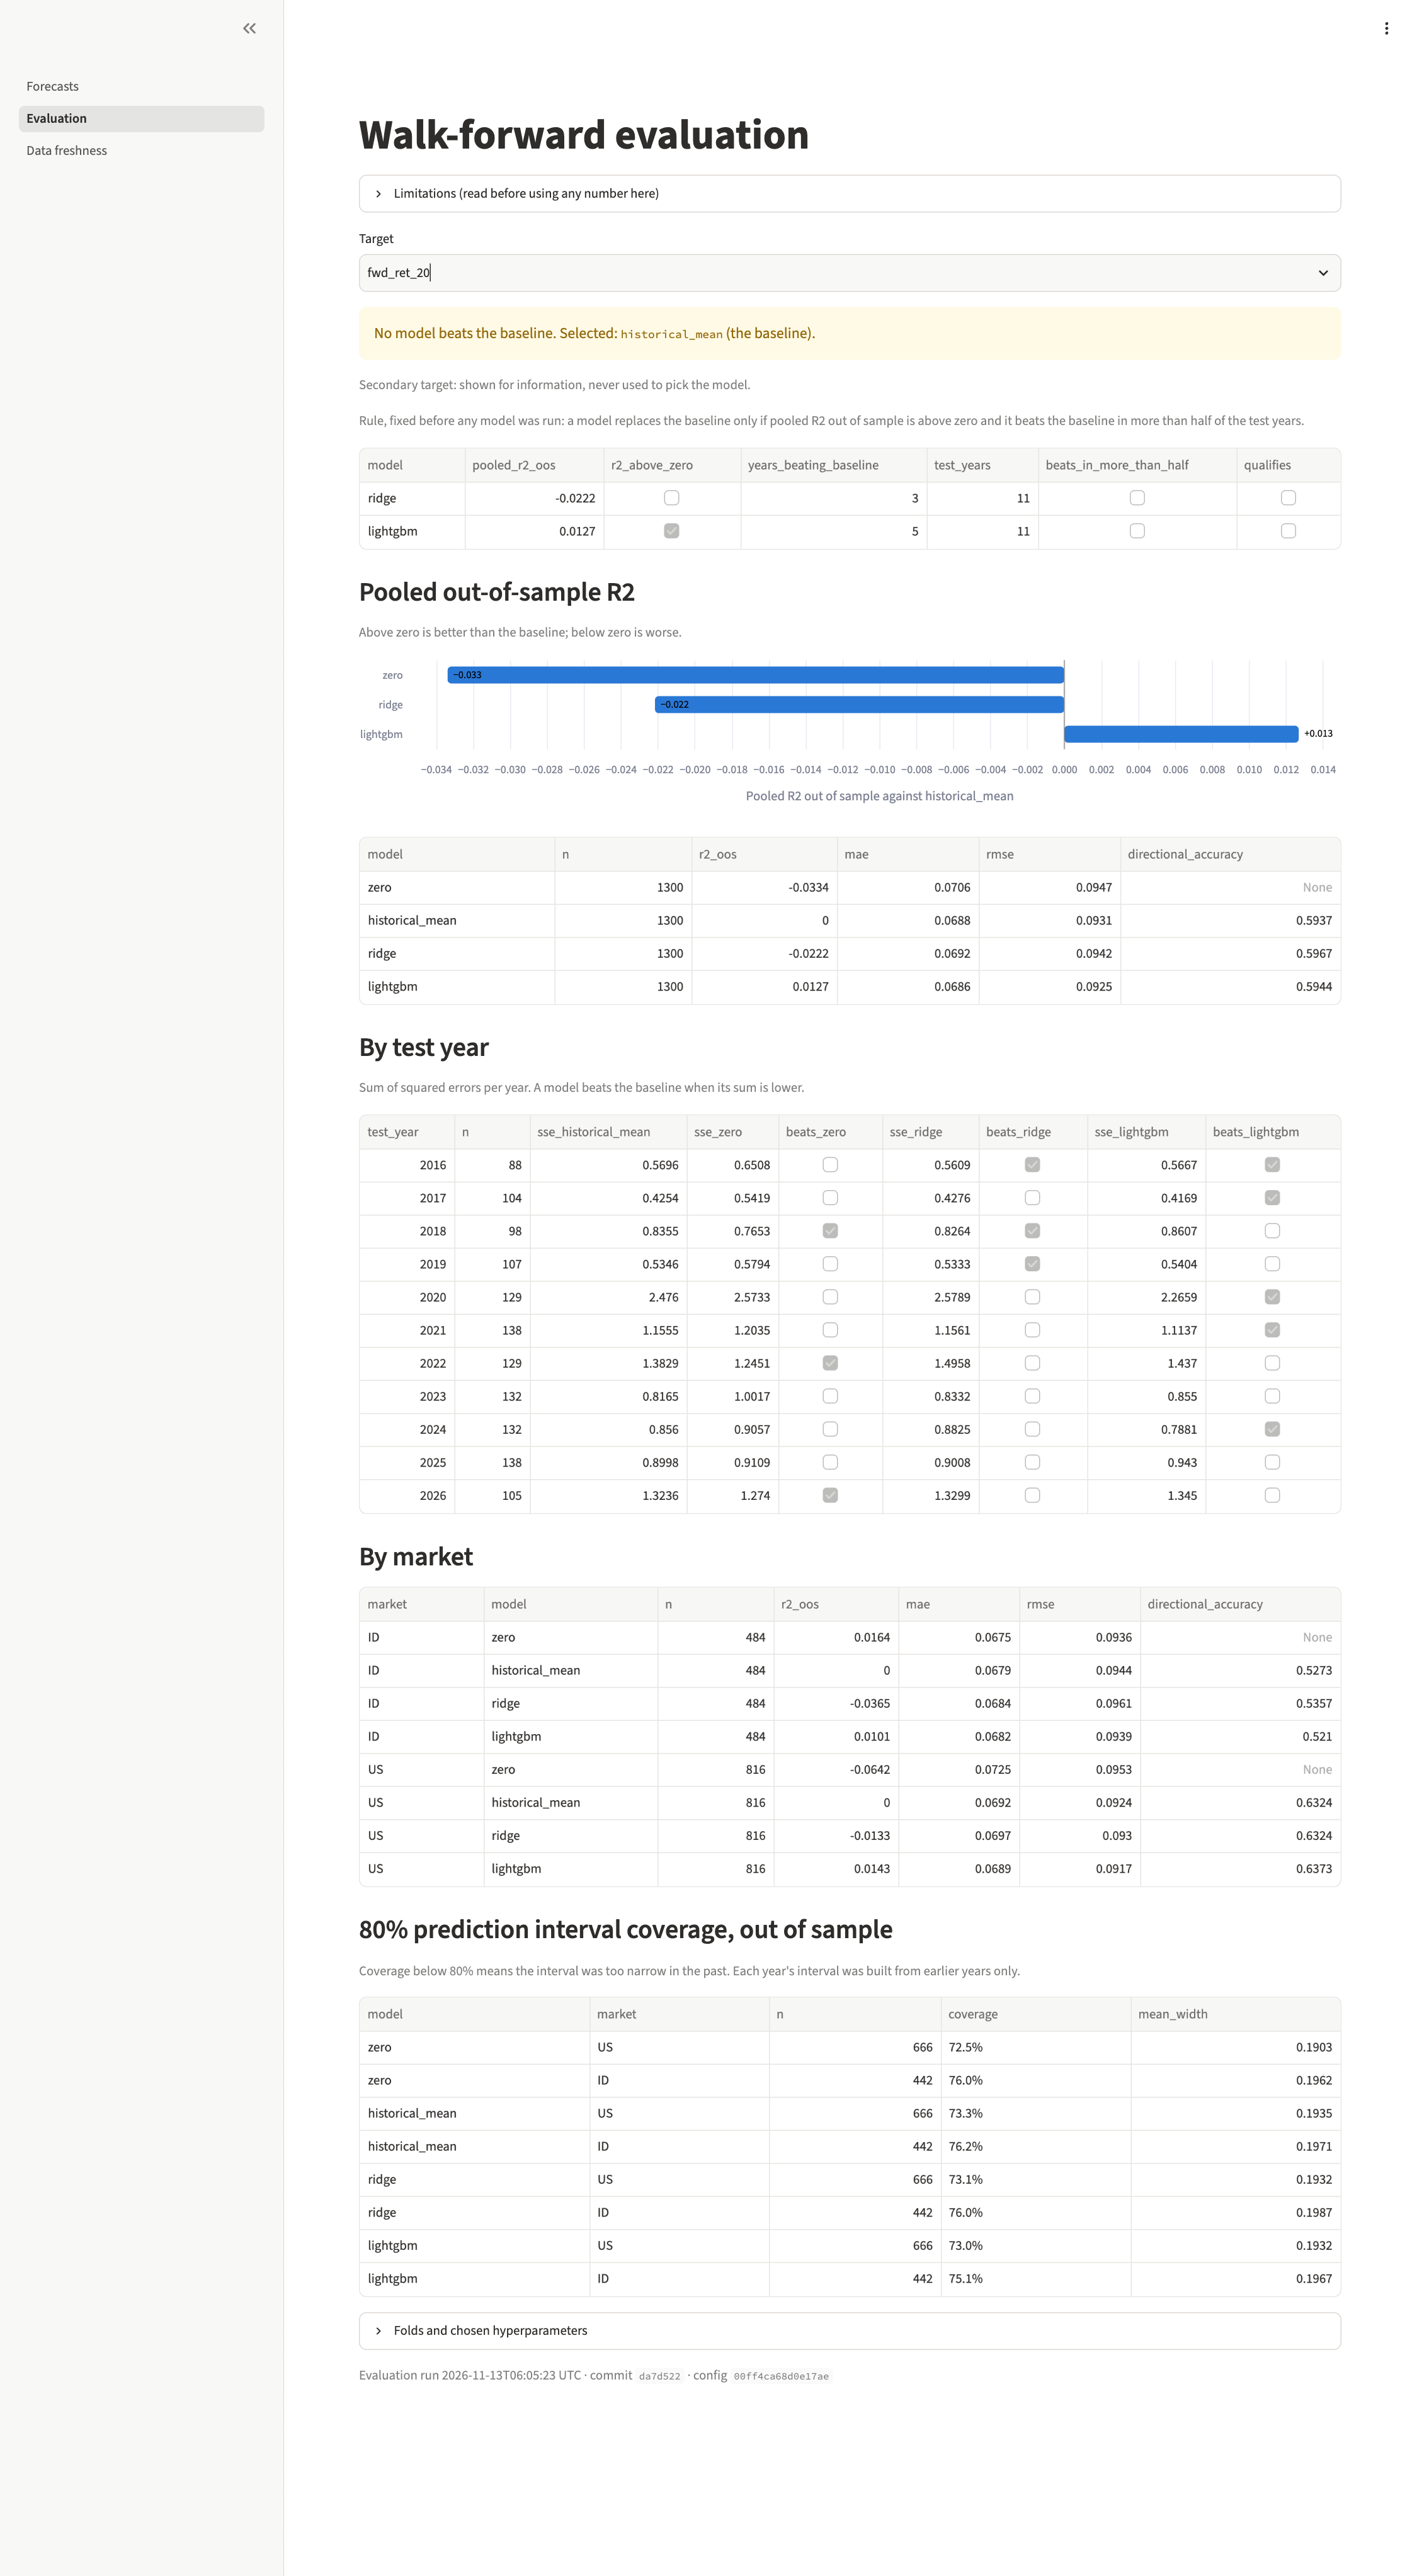 Forecasts
Evaluation
Data freshness
Walk-forward evaluation
Limitations (read before using any number here)
Target
fwd_ret_20
No model beats the baseline. Selected: historical_mean (the baseline).
Secondary target: shown for information, never used to pick the model.
Rule, fixed before any model was run: a model replaces the baseline only if pooled R2 out of sample is above zero and it beats the baseline in more than half of the test years.
model pooled_r2_oos r2_above_zero years_beating_baseline test_years beats_in_more_than_half qualifies
ridge -0.0222 3 11
lightgbm 0.0127 5 11
Pooled out-of-sample R2
Above zero is better than the baseline; below zero is worse.
zero −0.033
ridge −0.022
lightgbm +0.013
−0.034 −0.032 −0.030 −0.028 −0.026 −0.024 −0.022 −0.020 −0.018 −0.016 −0.014 −0.012 −0.010 −0.008 −0.006 −0.004 −0.002 0.000 0.002 0.004 0.006 0.008 0.010 0.012 0.014
Pooled R2 out of sample against historical_mean
model n r2_oos mae rmse directional_accuracy
zero 1300 -0.0334 0.0706 0.0947 None
historical_mean 1300 0 0.0688 0.0931 0.5937
ridge 1300 -0.0222 0.0692 0.0942 0.5967
lightgbm 1300 0.0127 0.0686 0.0925 0.5944
By test year
Sum of squared errors per year. A model beats the baseline when its sum is lower.
test_year n sse_historical_mean sse_zero beats_zero sse_ridge beats_ridge sse_lightgbm beats_lightgbm
2016 88 0.5696 0.6508 0.5609 0.5667
2017 104 0.4254 0.5419 0.4276 0.4169
2018 98 0.8355 0.7653 0.8264 0.8607
2019 107 0.5346 0.5794 0.5333 0.5404
2020 129 2.476 2.5733 2.5789 2.2659
2021 138 1.1555 1.2035 1.1561 1.1137
2022 129 1.3829 1.2451 1.4958 1.437
2023 132 0.8165 1.0017 0.8332 0.855
2024 132 0.856 0.9057 0.8825 0.7881
2025 138 0.8998 0.9109 0.9008 0.943
2026 105 1.3236 1.274 1.3299 1.345
By market
market model n r2_oos mae rmse directional_accuracy
ID zero 484 0.0164 0.0675 0.0936 None
ID historical_mean 484 0 0.0679 0.0944 0.5273
ID ridge 484 -0.0365 0.0684 0.0961 0.5357
ID lightgbm 484 0.0101 0.0682 0.0939 0.521
US zero 816 -0.0642 0.0725 0.0953 None
US historical_mean 816 0 0.0692 0.0924 0.6324
US ridge 816 -0.0133 0.0697 0.093 0.6324
US lightgbm 816 0.0143 0.0689 0.0917 0.6373
80% prediction interval coverage, out of sample
Coverage below 80% means the interval was too narrow in the past. Each year's interval was built from earlier years only.
model market n coverage mean_width
zero US 666 72.5% 0.1903
zero ID 442 76.0% 0.1962
historical_mean US 666 73.3% 0.1935
historical_mean ID 442 76.2% 0.1971
ridge US 666 73.1% 0.1932
ridge ID 442 76.0% 0.1987
lightgbm US 666 73.0% 0.1932
lightgbm ID 442 75.1% 0.1967
Folds and chosen hyperparameters
Evaluation run 2026-11-13T06:05:23 UTC · commit da7d522 · config 00ff4ca68d0e17ae